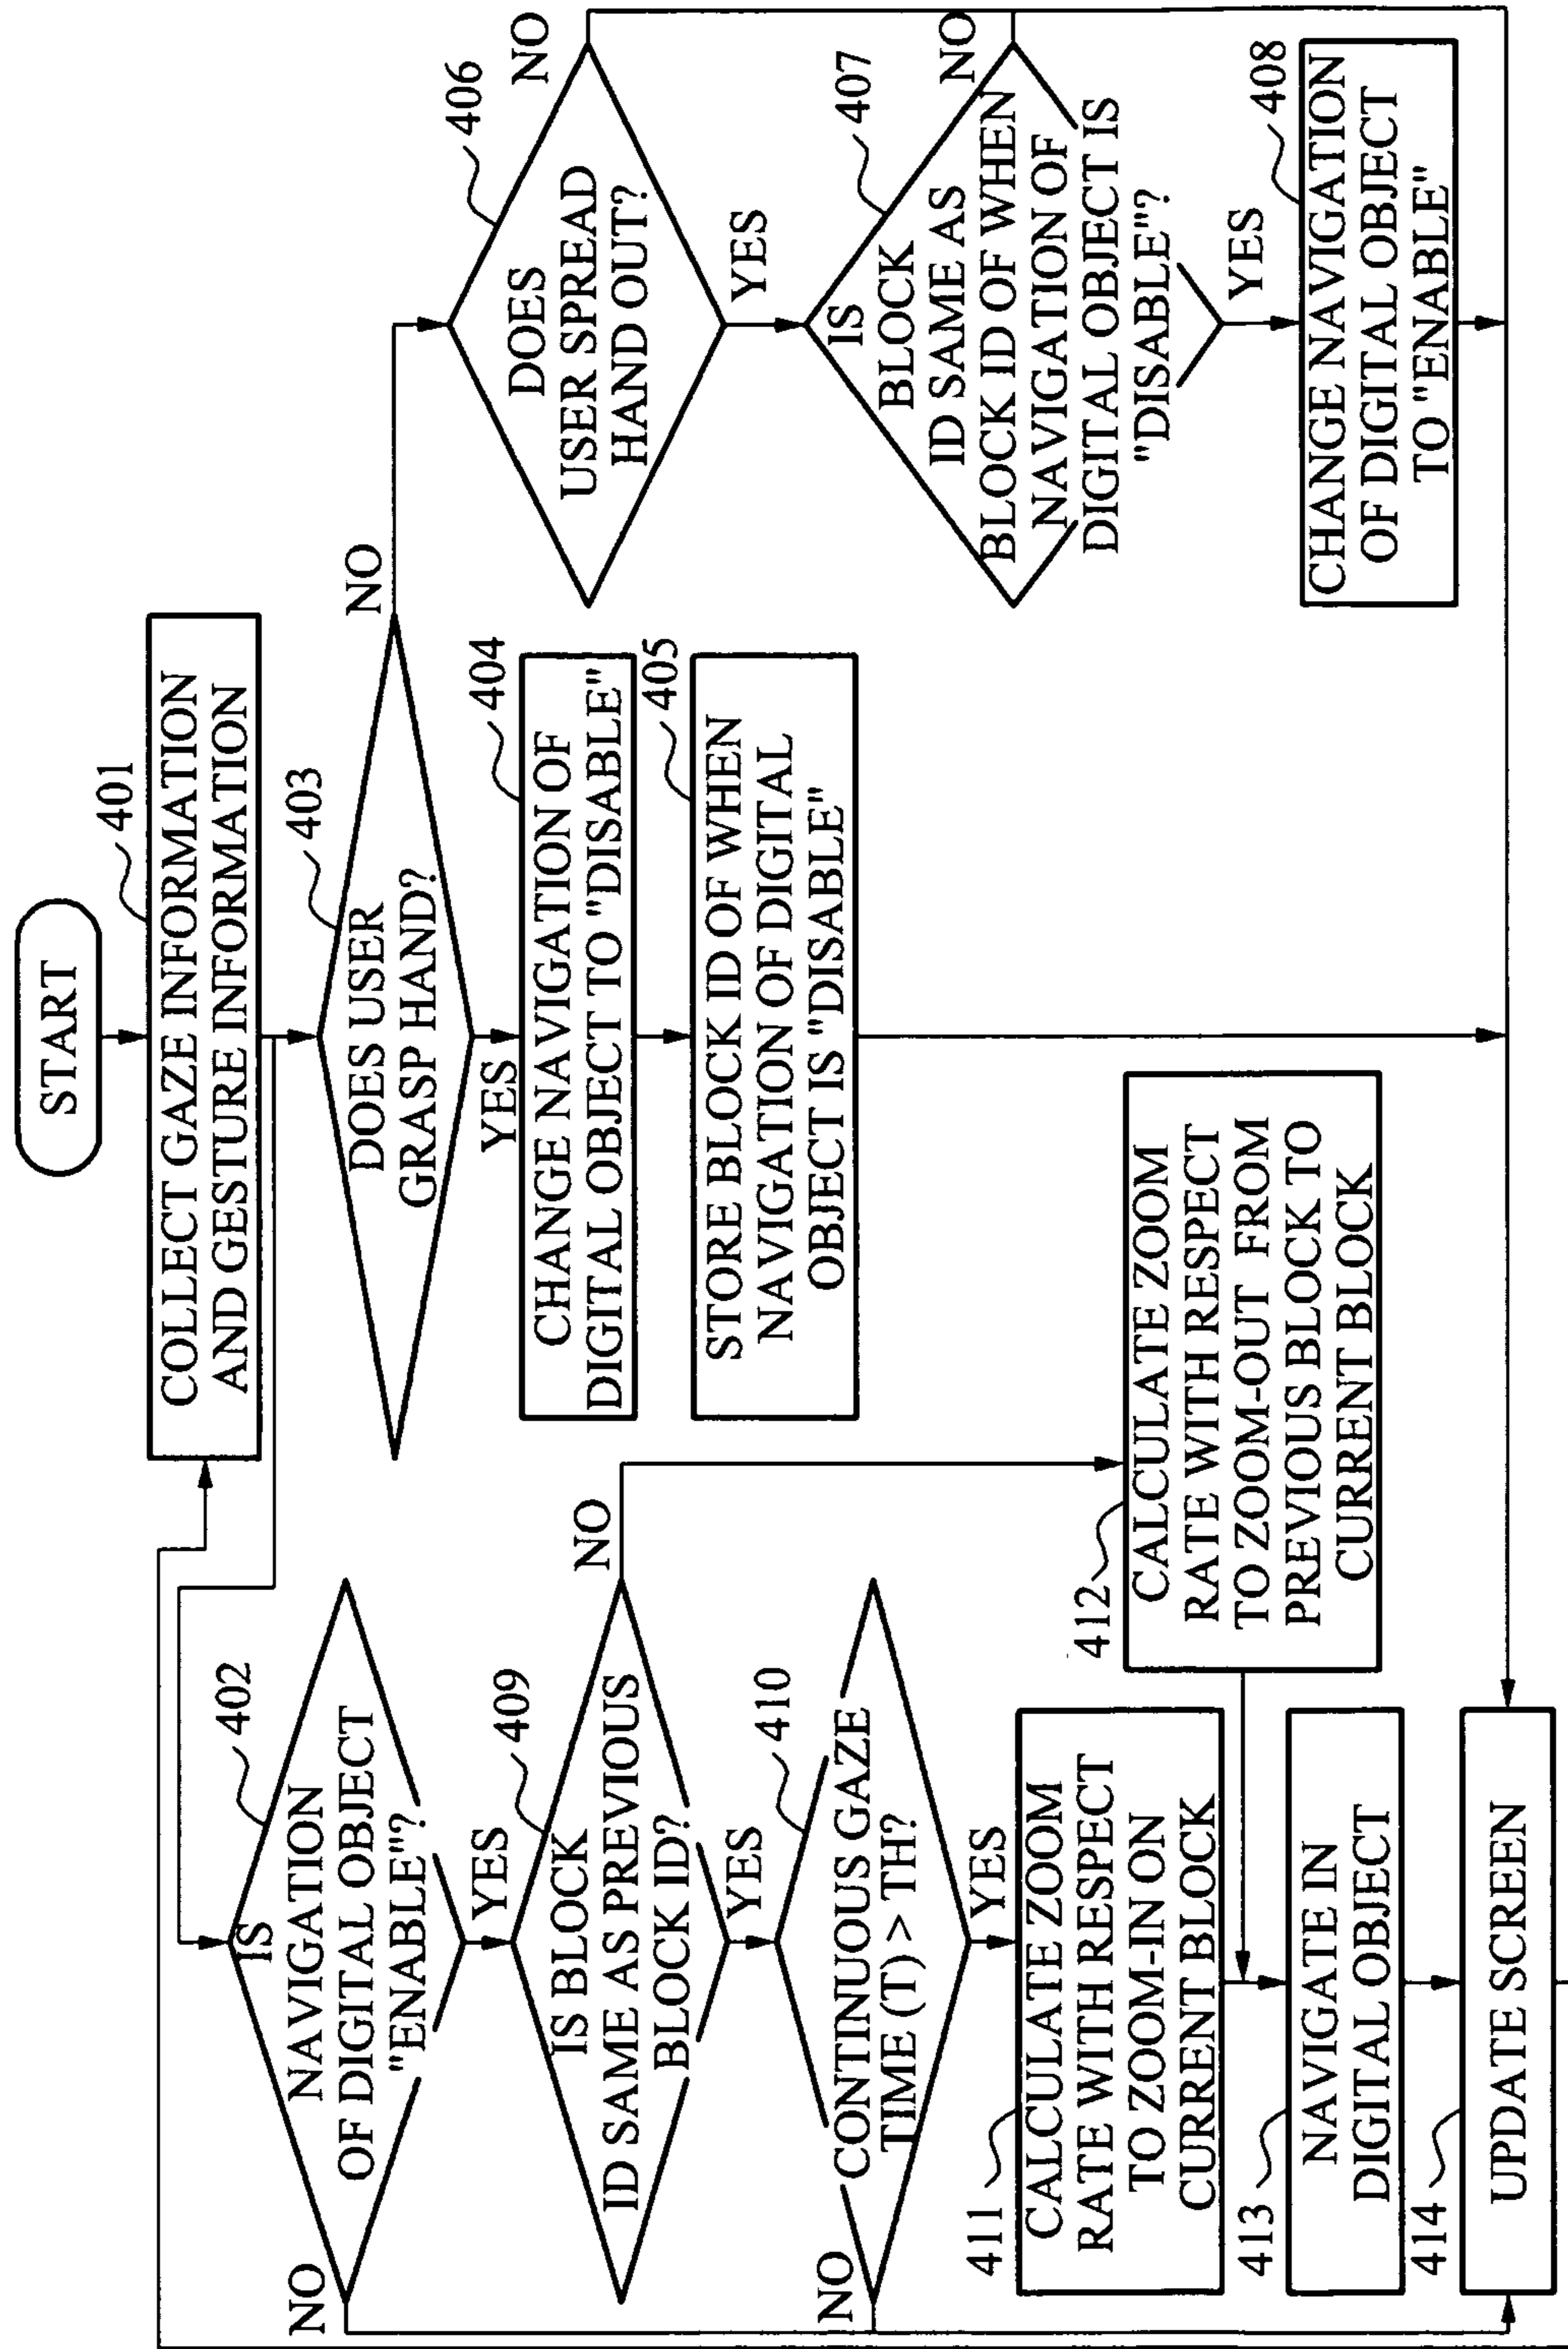 START
401
COLLECT GAZE INFORMATION
AND GESTURE INFORMATION
402
IS
NAVIGATION
OF DIGITAL OBJECT
"ENABLE"?
NO
YES
403
DOES USER
GRASP HAND?
NO
YES
404
CHANGE NAVIGATION OF
DIGITAL OBJECT TO "DISABLE"
405
STORE BLOCK ID OF WHEN
NAVIGATION OF DIGITAL
OBJECT IS "DISABLE"
406
DOES
USER SPREAD
HAND OUT?
NO
YES
407
IS
BLOCK
ID SAME AS
BLOCK ID OF WHEN
NAVIGATION OF
DIGITAL OBJECT IS
"DISABLE"?
NO
YES
408
CHANGE NAVIGATION
OF DIGITAL OBJECT
TO "ENABLE"
409
IS BLOCK
ID SAME AS PREVIOUS
BLOCK ID?
NO
YES
410
CONTINUOUS GAZE
TIME (T) > TH?
NO
YES
411
CALCULATE ZOOM
RATE WITH RESPECT
TO ZOOM-IN ON
CURRENT BLOCK
412
CALCULATE ZOOM
RATE WITH RESPECT
TO ZOOM-OUT FROM
PREVIOUS BLOCK TO
CURRENT BLOCK
413
NAVIGATE IN
DIGITAL OBJECT
414
UPDATE SCREEN